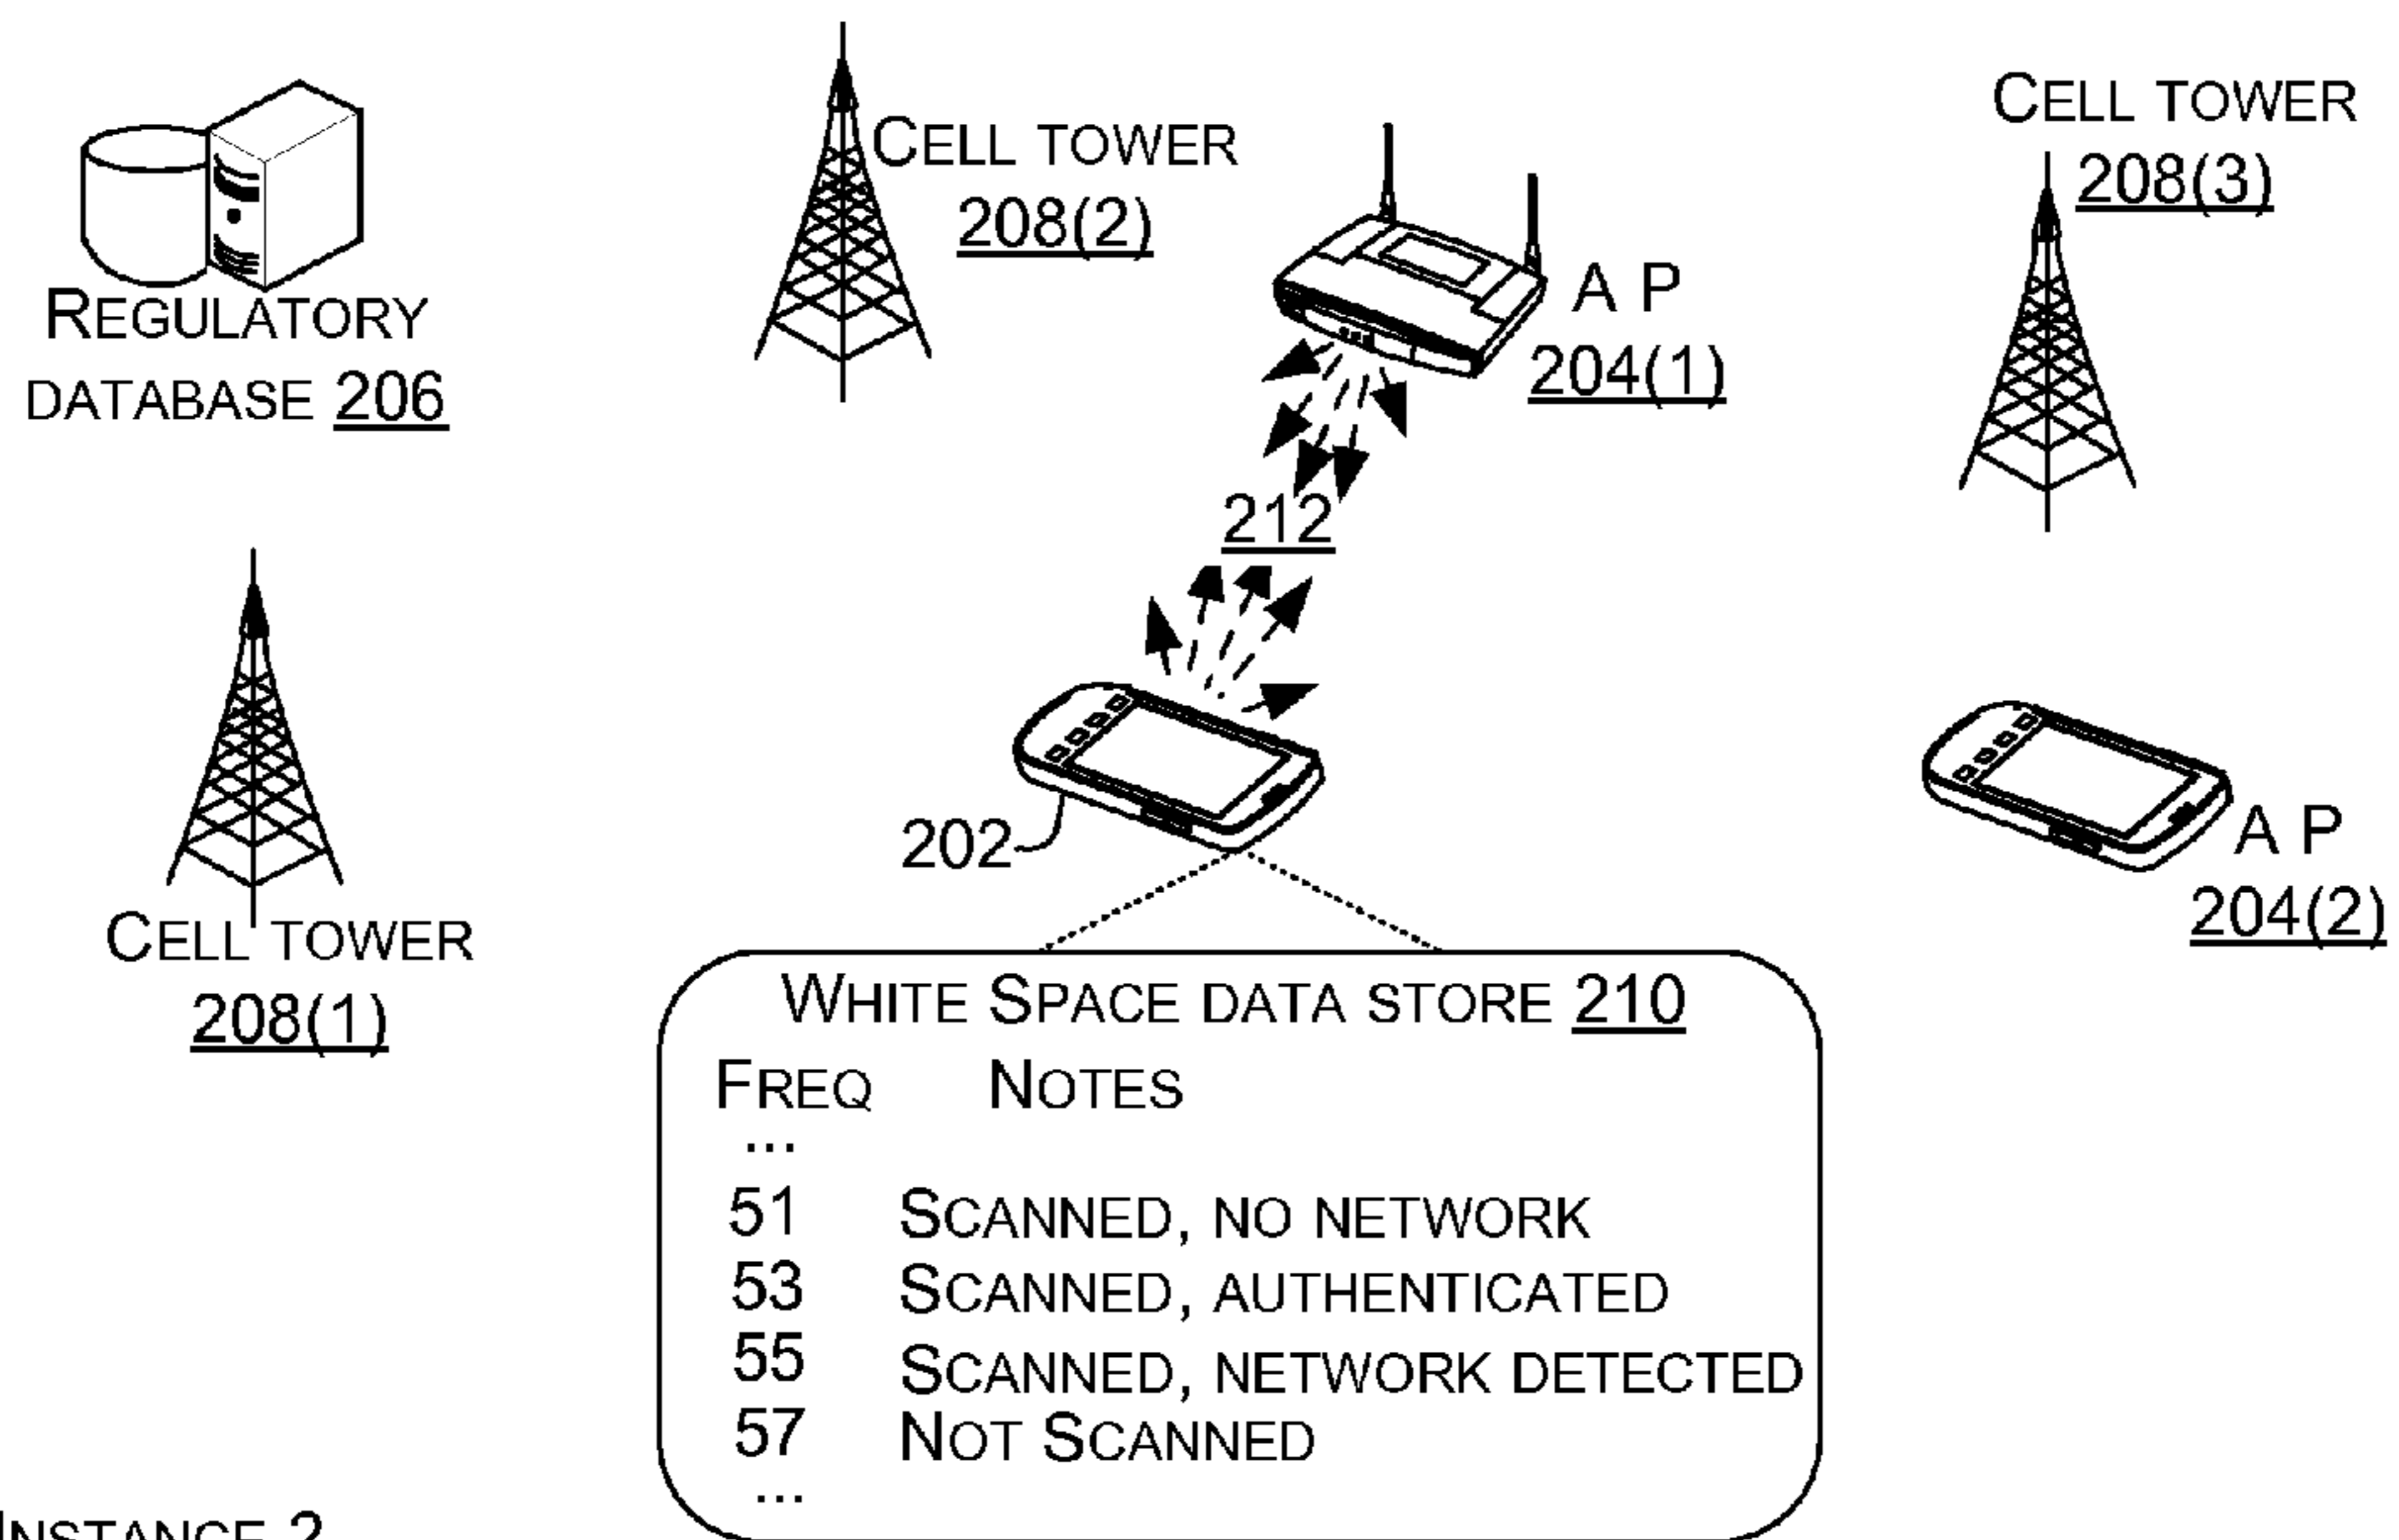 Cell tower
208(3)
Cell tower
208(2)
A P
204(1)
Regulatory
database 206
212
202
A P
204(2)
Cell tower
208(1)
White Space data store 210
Freq Notes
...
51 Scanned, no network
53 Scanned, authenticated
55 Scanned, network detected
57 Not Scanned
...
Instance 2